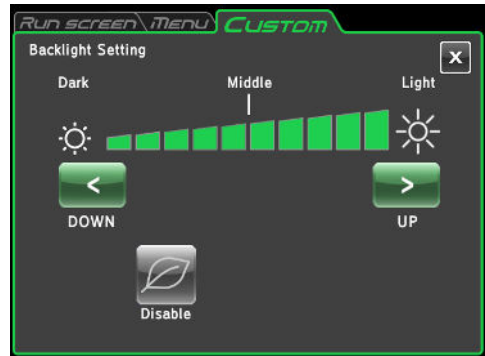 Run screen Menu Custom
Backlight Setting x
Dark Middle Light
< >
DOWN UP
Disable